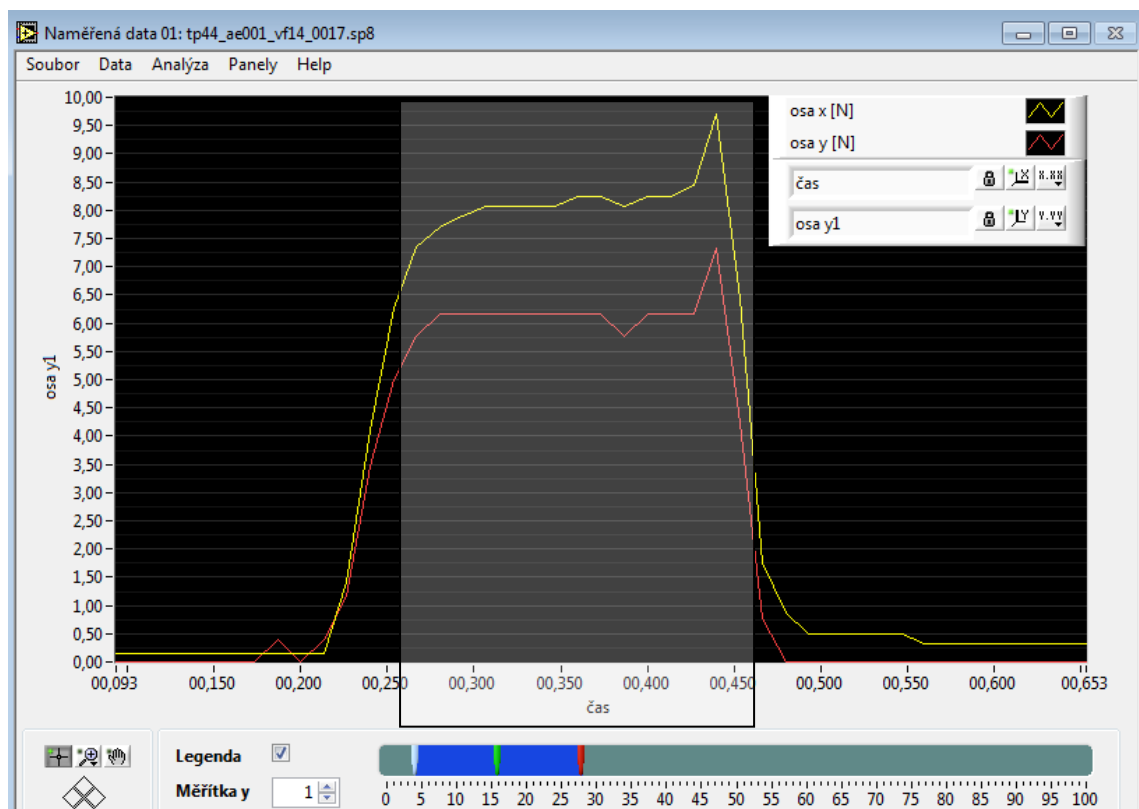 Naměřená data 01: tp44_ae001_vf14_0017.sp8
Soubor Data Analýza Panely Help
10,00
9,50
9,00
8,50
8,00
7,50
7,00
6,50
6,00
5,50
5,00
4,50
4,00
3,50
3,00
2,50
2,00
1,50
1,00
0,50
0,00
osa y1
osa x [N]
osa y [N]
čas
X X.XX
osa y1
Y Y.YY
00,093 00,150 00,200 00,250 00,300 00,350 00,400 00,450 00,500 00,550 00,600 00,653
čas
Legenda
Měřítka y 1
0 5 10 15 20 25 30 35 40 45 50 55 60 65 70 75 80 85 90 95 100